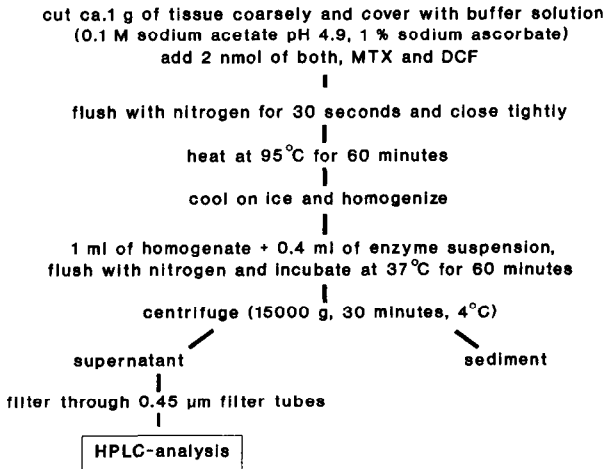 cut ca.1 g of tissue coarsely and cover with buffer solution
(0.1 M sodium acetate pH 4.9, 1 % sodium ascorbate)
add 2 nmol of both, MTX and DCF
flush with nitrogen for 30 seconds and close tightly
heat at 95°C for 60 minutes
cool on ice and homogenize
1 ml of homogenate + 0.4 ml of enzyme suspension,
flush with nitrogen and incubate at 37°C for 60 minutes
centrifuge (15000 g, 30 minutes, 4°C)
supernatant sediment
filter through 0.45 µm filter tubes
HPLC-analysis